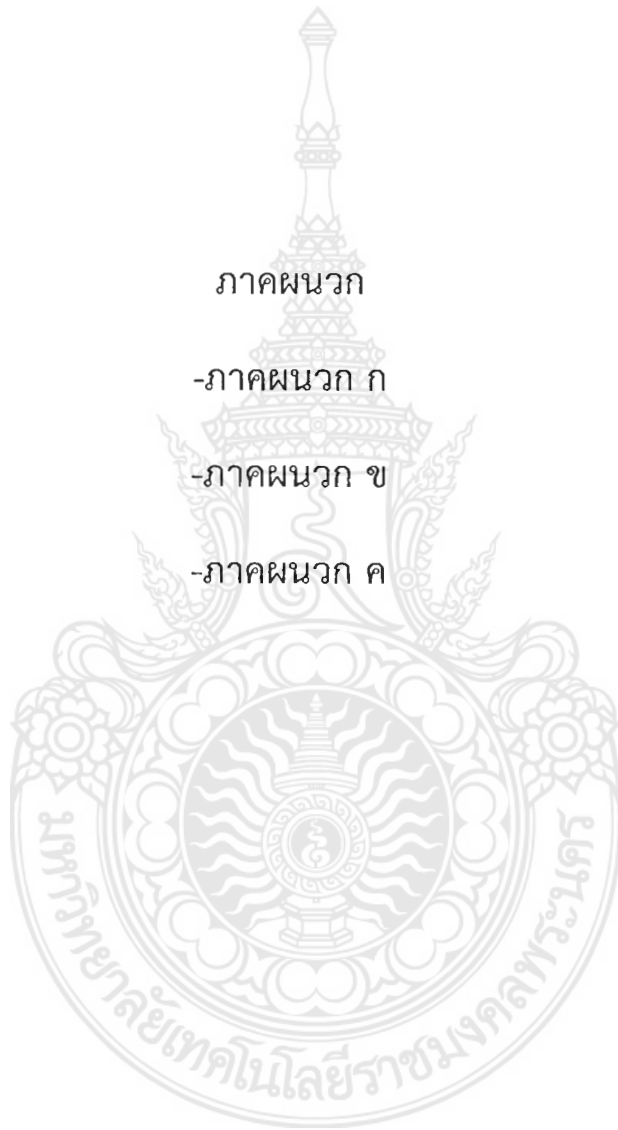 ภาคผนวก
-ภาคผนวก ก
-ภาคผนวก ข
-ภาคผนวก ค
มหาวิทยาลัยเทคโนโลยีราชมงคลพระนคร